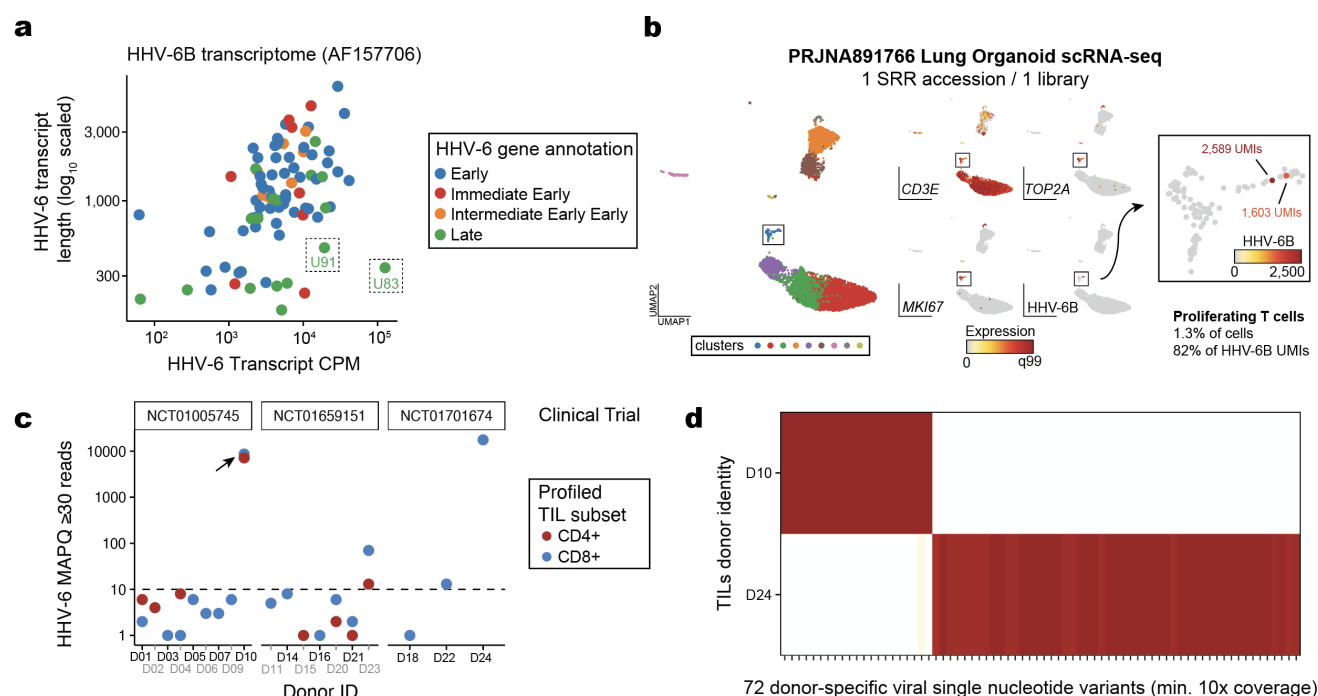 a
HHV-6B transcriptome (AF157706)
HHV-6 transcript
length (log10 scaled)
3,000
1,000
300
U91
U83
10²
10³
10⁴
10⁵
HHV-6 Transcript CPM
HHV-6 gene annotation
Early
Immediate Early
Intermediate Early Early
Late
b
PRJNA891766 Lung Organoid scRNA-seq
1 SRR accession / 1 library
UMAP2
UMAP1
clusters
CD3E
TOP2A
MKI67
HHV-6B
Expression
0 q99
2,589 UMIs
1,603 UMIs
HHV-6B
0 2,500
Proliferating T cells
1.3% of cells
82% of HHV-6B UMIs
c
NCT01005745 NCT01659151 NCT01701674
Clinical Trial
HHV-6 MAPQ ≥30 reads
10000
1000
100
10
1
D01 D03 D05 D07 D10 D14 D16 D21 D18 D22 D24
D02 D04 D06 D09 D11 D15 D20 D23
Donor ID
Profiled
TIL subset
CD4+
CD8+
d
TILs donor identity
D10
D24
72 donor-specific viral single nucleotide variants (min. 10x coverage)